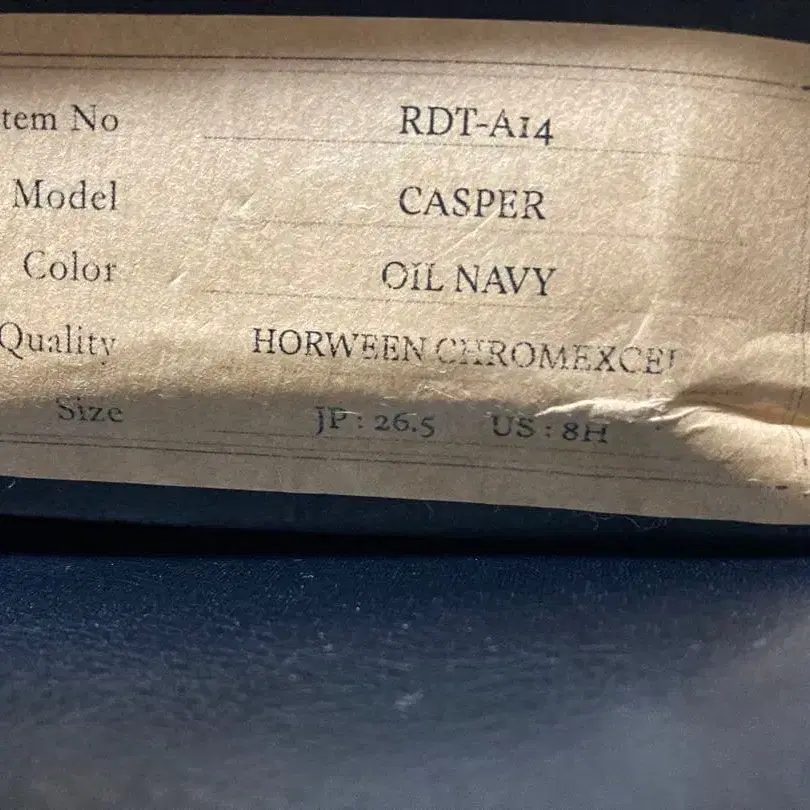 tem No RDT-A14
Model CASPER
Color OIL NAVY
Quality HORWEEN CHROMEXCEL
Size JP : 26.5 US : 8H